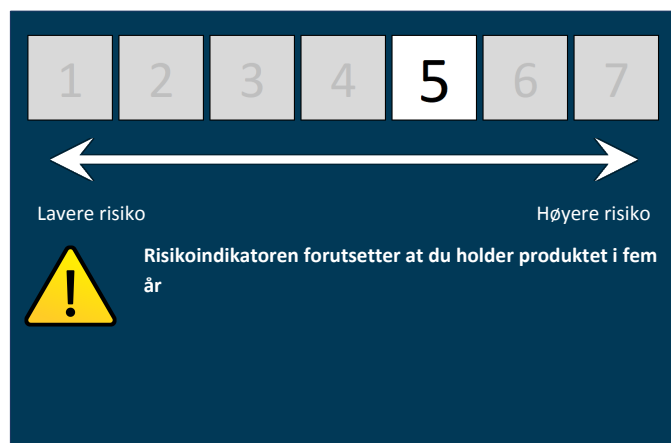 1 2 3 4 5 6 7
Lavere risiko Høyere risiko
Risikoindikatoren forutsetter at du holder produktet i fem
år